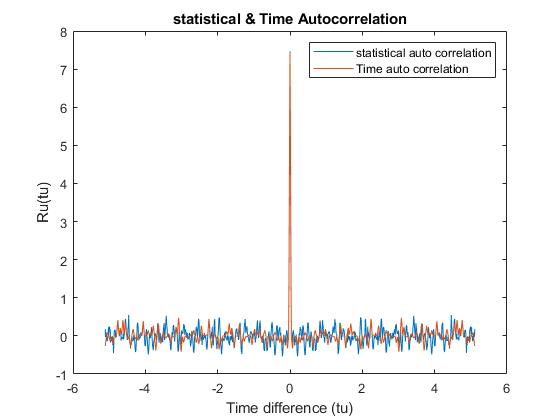 statistical & Time Autocorrelation
8
7
6
5
4
3
2
1
0
-1
Ru(tu)
statistical auto correlation
Time auto correlation
-6 -4 -2 0 2 4 6
Time difference (tu)